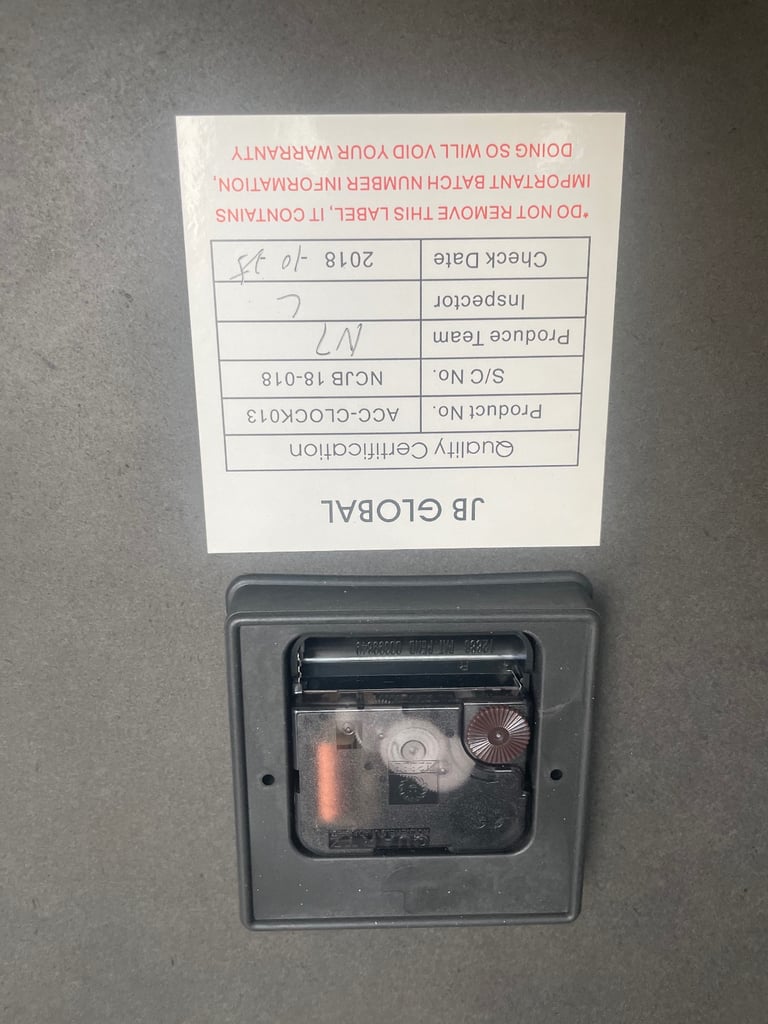 JB GLOBAL
Quality Certification
Product No. ACC-CLOCK013
S/C No. NCJB 18-018
Produce Team N7
Inspector
Check Date 2018 -10
*DO NOT REMOVE THIS LABEL, IT CONTAINS
IMPORTANT BATCH NUMBER INFORMATION,
DOING SO WILL VOID YOUR WARRANTY